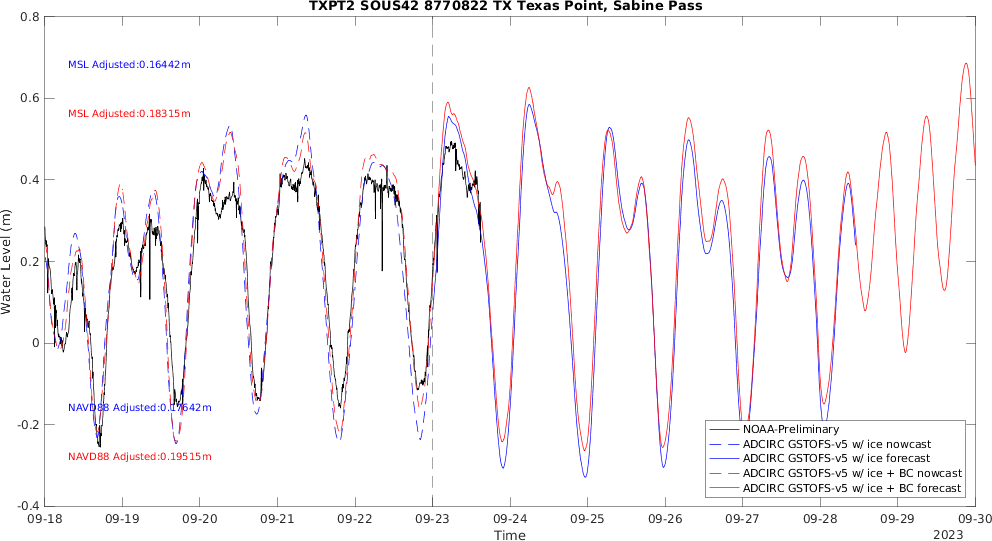 TXPT2 SOUS42 8770822 TX Texas Point, Sabine Pass
0.8
0.6
0.4
0.2
0
-0.2
-0.4
Water Level (m)
MSL Adjusted:0.16442m
MSL Adjusted:0.18315m
NAVD88 Adjusted:0.17642m
NAVD88 Adjusted:0.19515m
NOAA-Preliminary
ADCIRC GSTOFS-v5 w/ ice nowcast
ADCIRC GSTOFS-v5 w/ ice forecast
ADCIRC GSTOFS-v5 w/ ice + BC nowcast
ADCIRC GSTOFS-v5 w/ ice + BC forecast
09-18 09-19 09-20 09-21 09-22 09-23 09-24 09-25 09-26 09-27 09-28 09-29 09-30
Time
2023